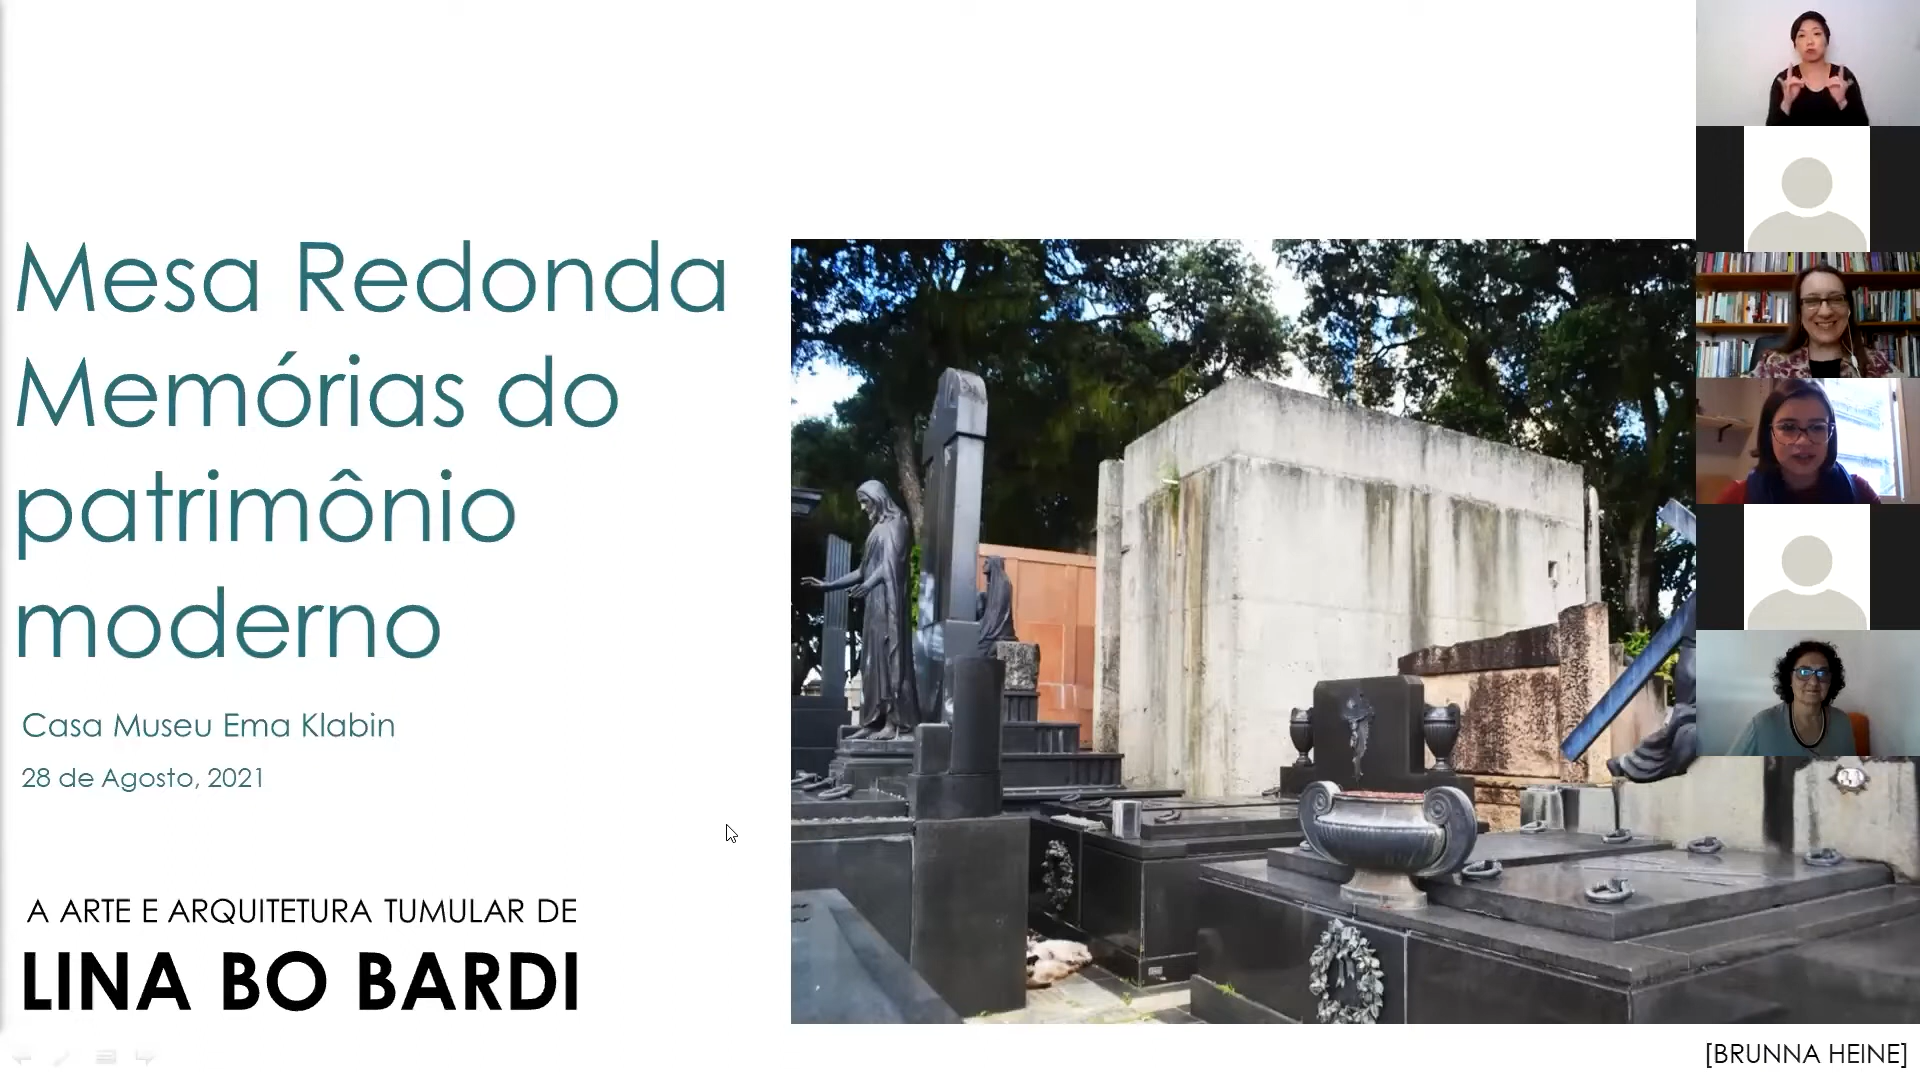 Mesa Redonda
Memórias do
patrimônio
moderno
Casa Museu Ema Klabin
28 de Agosto, 2021
A ARTE E ARQUITETURA TUMULAR DE
LINA BO BARDI
[BRUNNA HEINE]